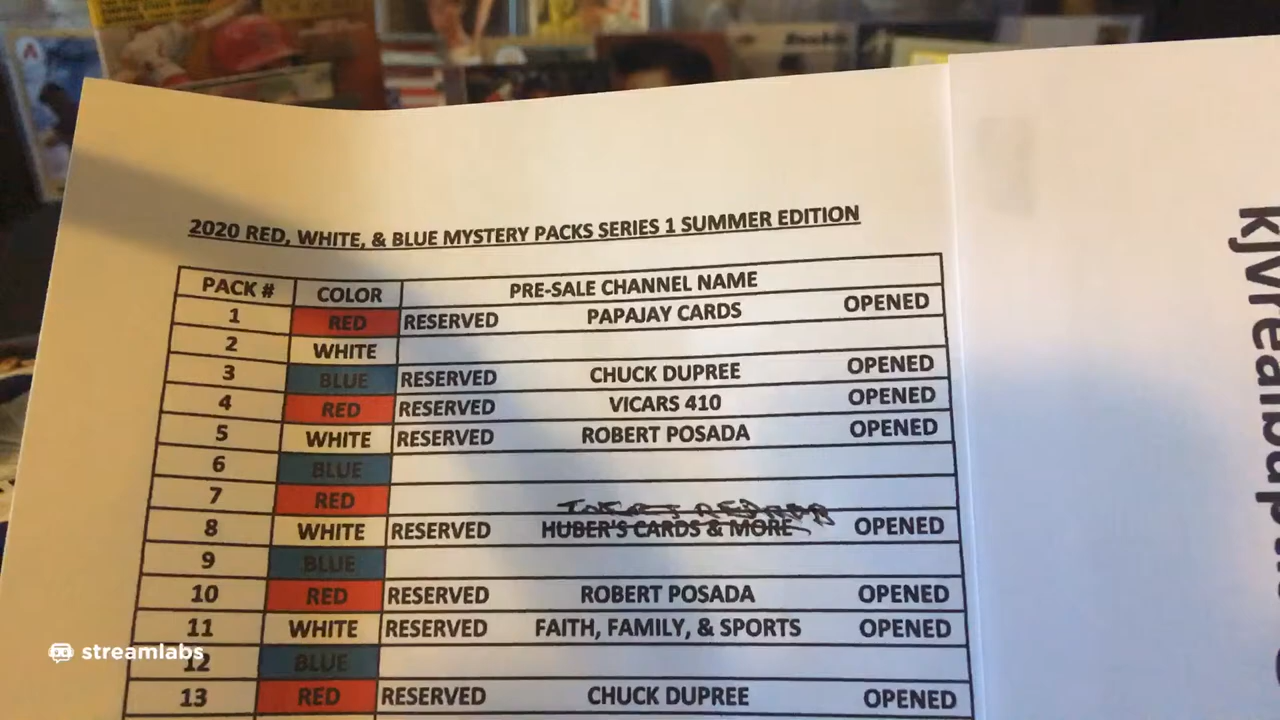 2020 RED, WHITE, & BLUE MYSTERY PACKS SERIES 1 SUMMER EDITION
PACK # COLOR PRE-SALE CHANNEL NAME
1 RED RESERVED PAPAJAY CARDS OPENED
2 WHITE
3 BLUE RESERVED CHUCK DUPREE OPENED
4 RED RESERVED VICARS 410 OPENED
5 WHITE RESERVED ROBERT POSADA OPENED
6 BLUE
7 RED
8 WHITE RESERVED HUBER'S CARDS & MORE OPENED
9 BLUE
10 RED RESERVED ROBERT POSADA OPENED
11 WHITE RESERVED FAITH, FAMILY, & SPORTS OPENED
12 BLUE
13 RED RESERVED CHUCK DUPREE OPENED
streamlabs